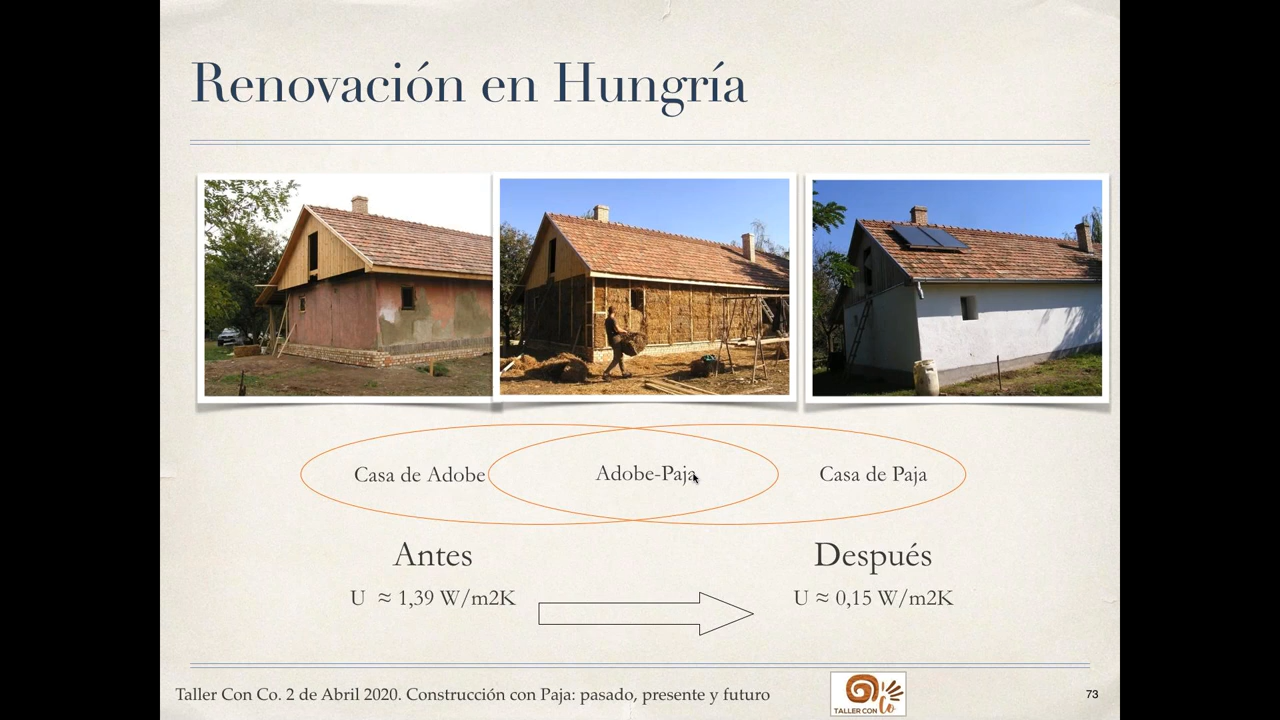 Renovación en Hungría
Casa de Adobe
Adobe-Paja
Casa de Paja
Antes
Después
U ≈ 1,39 W/m2K
U ≈ 0,15 W/m2K
Taller Con Co. 2 de Abril 2020. Construcción con Paja: pasado, presente y futuro
TALLER CON Co
73